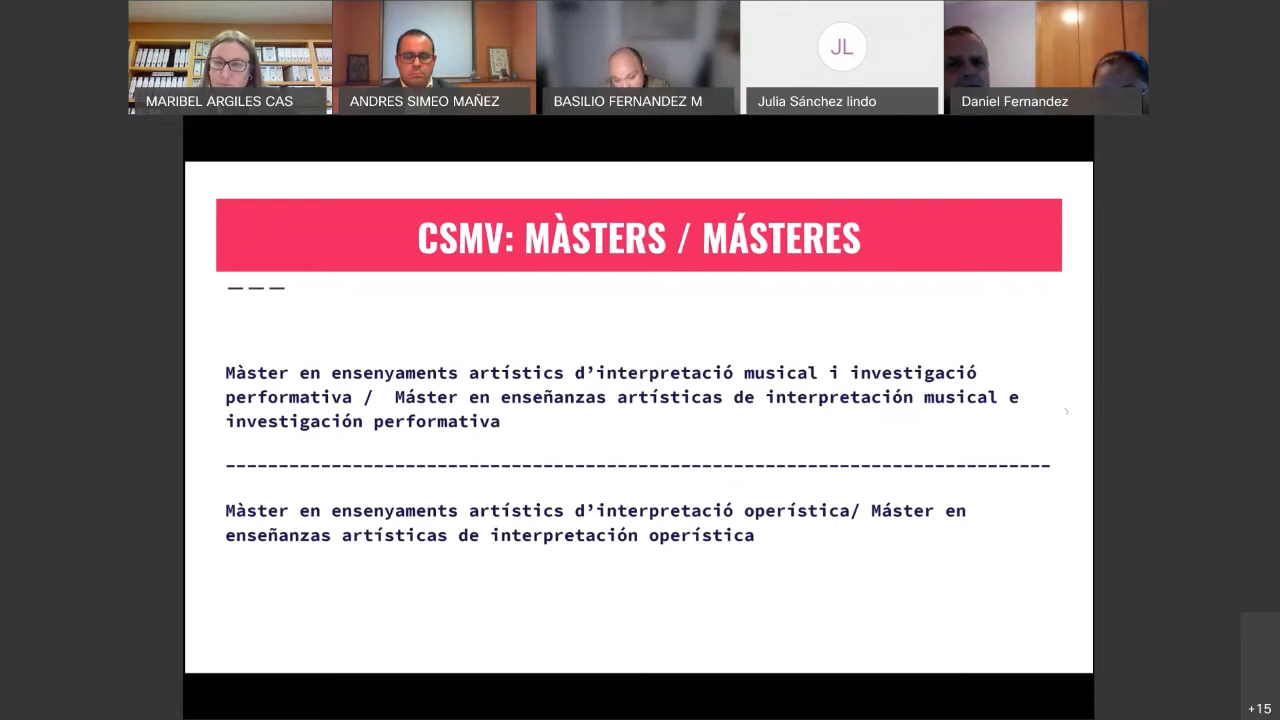 MARIBEL ARGILES CAS
ANDRES SIMEO MAÑEZ
BASILIO FERNANDEZ M
JL
Julia Sánchez lindo
Daniel Fernandez
CSMV: MÀSTERS / MÁSTERES
Màster en ensenyaments artístics d’interpretació musical i investigació
performativa / Máster en enseñanzas artísticas de interpretación musical e
investigación performativa
Màster en ensenyaments artístics d’interpretació operística/ Máster en
enseñanzas artísticas de interpretación operística
+15